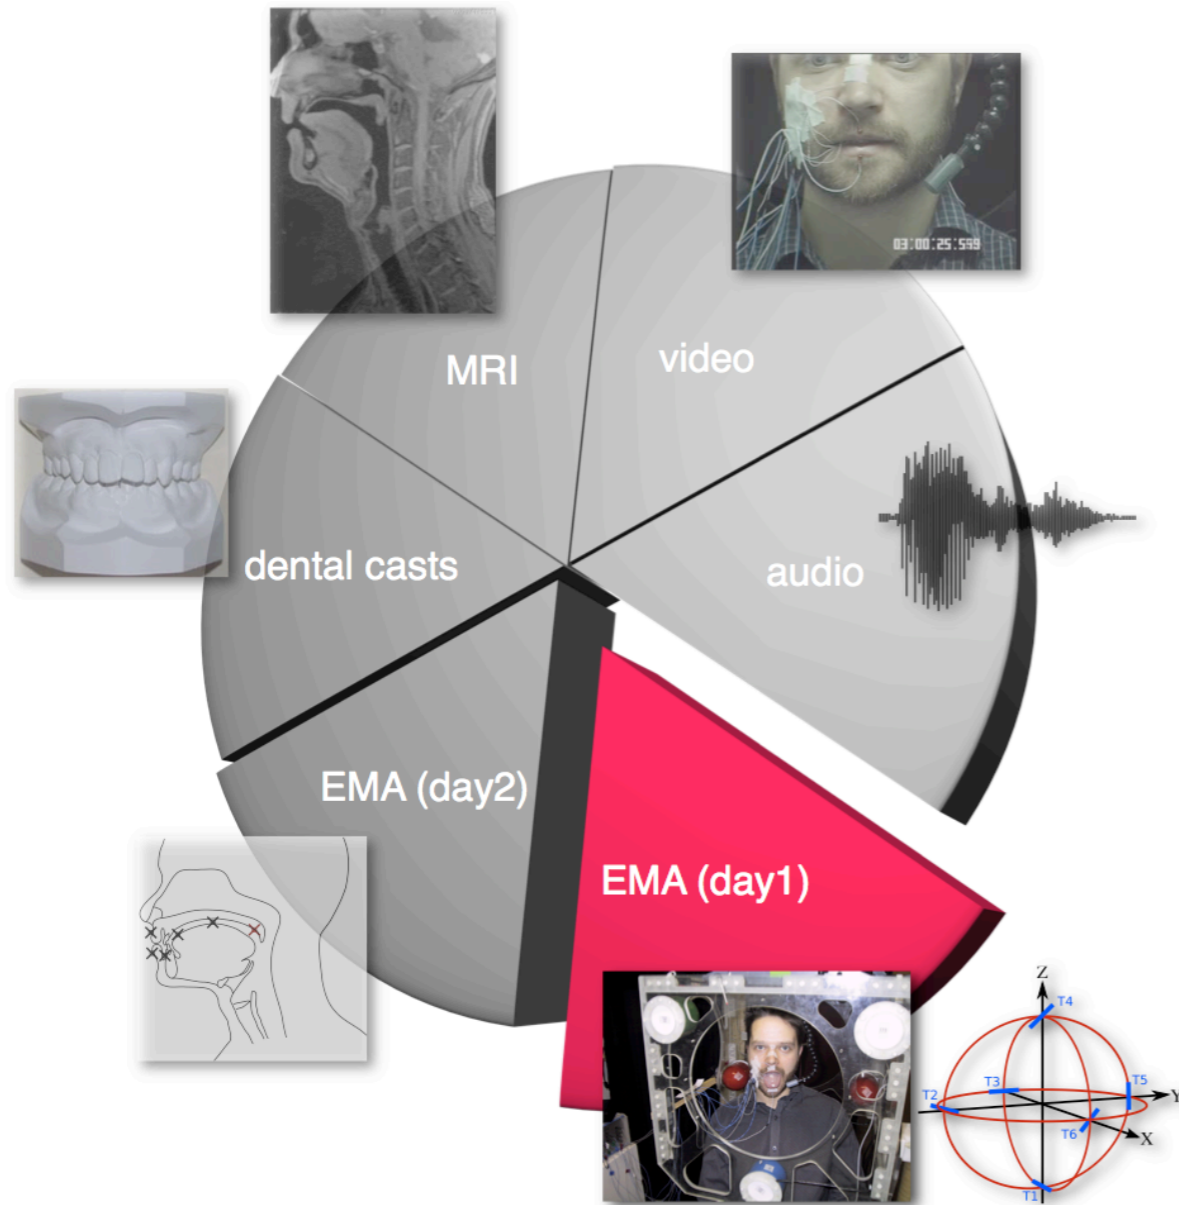 03:00:25:599
MRI
video
dental casts
audio
EMA (day2)
EMA (day1)
Z
T4
T3
T5
T2
Y
T6
X
T1